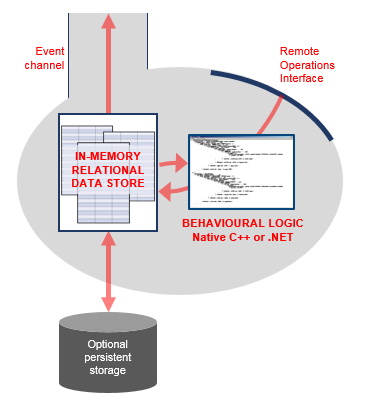 Event
channel
Remote
Operations
Interface
IN-MEMORY
RELATIONAL
DATA STORE
BEHAVIOURAL LOGIC
Native C++ or .NET
Optional
persistent
storage